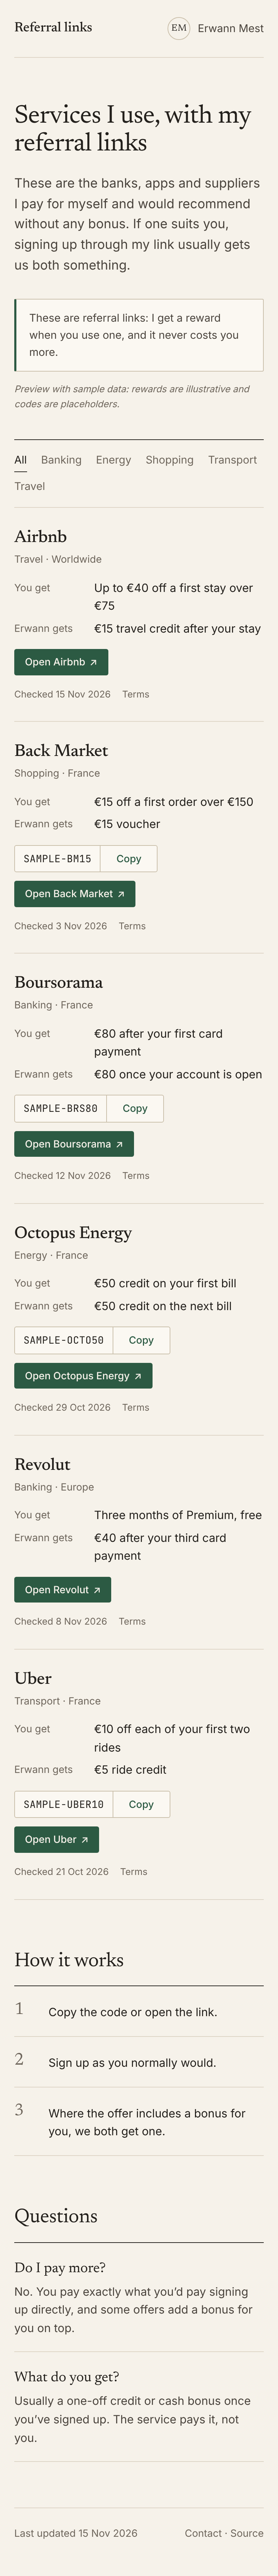 Referral links
EM Erwann Mest
Services I use, with my
referral links
These are the banks, apps and suppliers
I pay for myself and would recommend
without any bonus. If one suits you,
signing up through my link usually gets
us both something.
These are referral links: I get a reward
when you use one, and it never costs you
more.
Preview with sample data: rewards are illustrative and
codes are placeholders.
All Banking Energy Shopping Transport
Travel
Airbnb
Travel · Worldwide
You get Up to €40 off a first stay over
€75
Erwann gets €15 travel credit after your stay
Open Airbnb ↗
Checked 15 Nov 2026 Terms
Back Market
Shopping · France
You get €15 off a first order over €150
Erwann gets €15 voucher
SAMPLE-BM15 Copy
Open Back Market ↗
Checked 3 Nov 2026 Terms
Boursorama
Banking · France
You get €80 after your first card
payment
Erwann gets €80 once your account is open
SAMPLE-BRS80 Copy
Open Boursorama ↗
Checked 12 Nov 2026 Terms
Octopus Energy
Energy · France
You get €50 credit on your first bill
Erwann gets €50 credit on the next bill
SAMPLE-OCTO50 Copy
Open Octopus Energy ↗
Checked 29 Oct 2026 Terms
Revolut
Banking · Europe
You get Three months of Premium, free
Erwann gets €40 after your third card
payment
Open Revolut ↗
Checked 8 Nov 2026 Terms
Uber
Transport · France
You get €10 off each of your first two
rides
Erwann gets €5 ride credit
SAMPLE-UBER10 Copy
Open Uber ↗
Checked 21 Oct 2026 Terms
How it works
1 Copy the code or open the link.
2 Sign up as you normally would.
3 Where the offer includes a bonus for
you, we both get one.
Questions
Do I pay more?
No. You pay exactly what you’d pay signing
up directly, and some offers add a bonus for
you on top.
What do you get?
Usually a one-off credit or cash bonus once
you’ve signed up. The service pays it, not
you.
Last updated 15 Nov 2026 Contact · Source